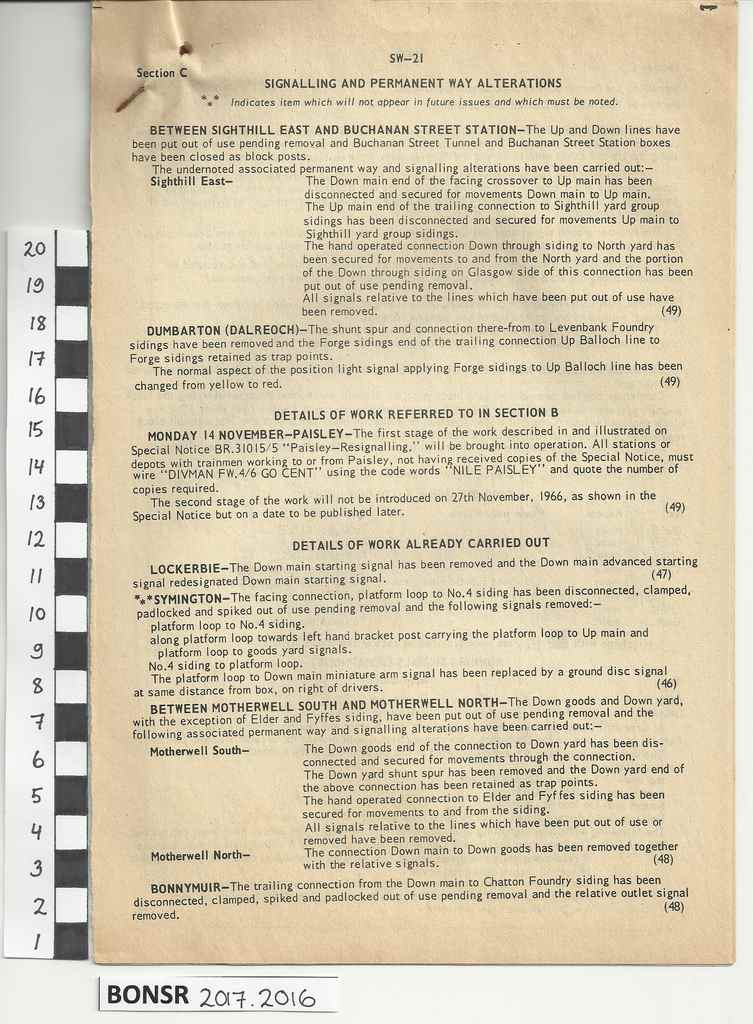 SW—21
Section C
SIGNALLING AND PERMANENT WAY ALTERATIONS
*** Indicates item which will not appear in future issues and which must be noted.
BETWEEN SIGHTHILL EAST AND BUCHANAN STREET STATION—The Up and Down lines have
been put out of use pending removal and Buchanan Street Tunnel and Buchanan Street Station boxes
have been closed as block posts.
The undernoted associated permanent way and signalling alterations have been carried out:—
Sighthill East— The Down main end of the facing crossover to Up main has been
disconnected and secured for movements Down main to Up main.
The Up main end of the trailing connection to Sighthill yard group
sidings has been disconnected and secured for movements Up main to
Sighthill yard group sidings.
The hand operated connection Down through siding to North yard has
been secured for movements to and from the North yard and the portion
of the Down through siding on Glasgow side of this connection has been
put out of use pending removal.
All signals relative to the lines which have been put out of use have
been removed. (49)
DUMBARTON (DALREOCH)—The shunt spur and connection there-from to Levenbank Foundry
sidings have been removed and the Forge sidings end of the trailing connection Up Balloch line to
Forge sidings retained as trap points.
The normal aspect of the position light signal applying Forge sidings to Up Balloch line has been
changed from yellow to red. (49)
DETAILS OF WORK REFERRED TO IN SECTION B
MONDAY 14 NOVEMBER—PAISLEY—The first stage of the work described in and illustrated on
Special Notice BR.31015/5 "Paisley—Resignalling," will be brought into operation. All stations or
depots with trainmen working to or from Paisley, not having received copies of the Special Notice, must
wire "DIVMAN FW.4/6 GO CENT" using the code words "NILE PAISLEY" and quote the number of
copies required.
The second stage of the work will not be introduced on 27th November, 1966, as shown in the
Special Notice but on a date to be published later. (49)
DETAILS OF WORK ALREADY CARRIED OUT
LOCKERBIE—The Down main starting signal has been removed and the Down main advanced starting
signal redesignated Down main starting signal. (47)
***SYMINGTON—The facing connection, platform loop to No.4 siding has been disconnected, clamped,
padlocked and spiked out of use pending removal and the following signals removed:—
platform loop to No.4 siding.
along platform loop towards left hand bracket post carrying the platform loop to Up main and
platform loop to goods yard signals.
No.4 siding to platform loop.
The platform loop to Down main miniature arm signal has been replaced by a ground disc signal
at same distance from box, on right of drivers. (46)
BETWEEN MOTHERWELL SOUTH AND MOTHERWELL NORTH—The Down goods and Down yard,
with the exception of Elder and Fyffes siding, have been put out of use pending removal and the
following associated permanent way and signalling alterations have been carried out:—
Motherwell South— The Down goods end of the connection to Down yard has been dis-
connected and secured for movements through the connection.
The Down yard shunt spur has been removed and the Down yard end of
the above connection has been retained as trap points.
The hand operated connection to Elder and Fyffes siding has been
secured for movements to and from the siding.
All signals relative to the lines which have been put out of use or
removed have been removed.
Motherwell North— The connection Down main to Down goods has been removed together
with the relative signals. (48)
BONNYMUIR—The trailing connection from the Down main to Chatton Foundry siding has been
disconnected, clamped, spiked and padlocked out of use pending removal and the relative outlet signal
removed. (48)
20
19
18
17
16
15
14
13
12
11
10
9
8
7
6
5
4
3
2
1
BONSR 2017.2016